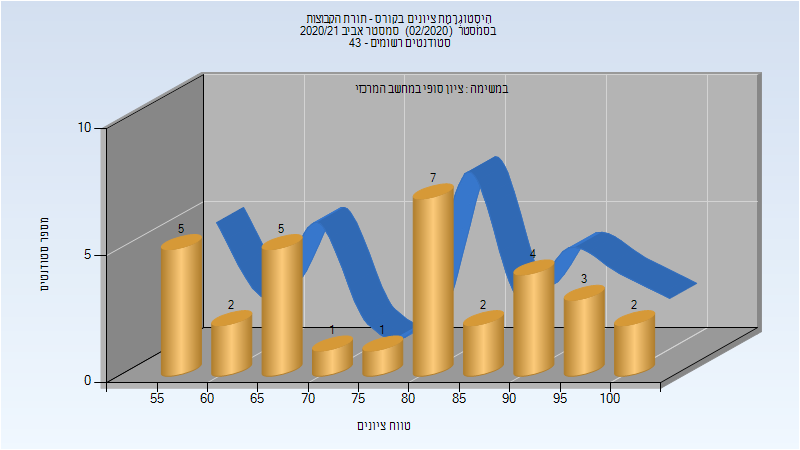 היסטוגרמת ציונים בקורס - תורת הקבוצות
בסמסטר (02/2020) סמסטר אביב 2020/21
סטודנטים רשומים - 43
במשימה : ציון סופי במחשב המרכזי
10
5
0
מספר סטודנטים
5
2
5
1
1
7
2
4
3
2
55 60 65 70 75 80 85 90 95 100
טווח ציונים